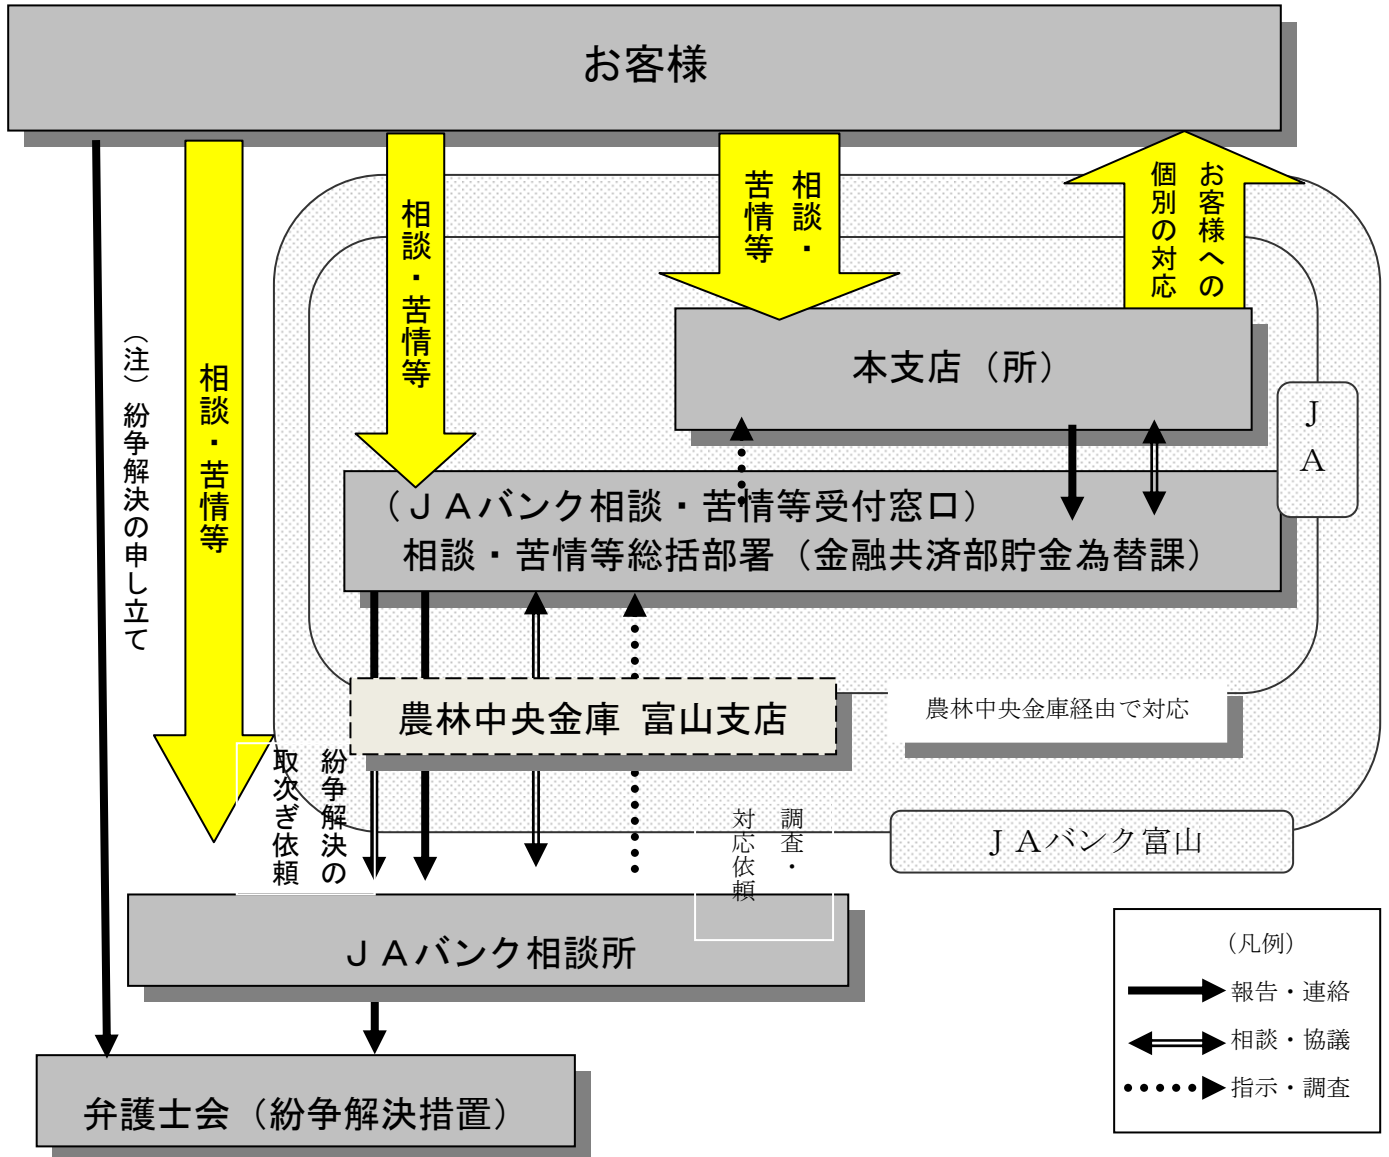 お客様
相談・苦情等
相談・
苦情等
お客様への
個別の対応
本支店（所）
ＪＡ
（注）紛争解決の申し立て
相談・苦情等
（ＪＡバンク相談・苦情等受付窓口）
相談・苦情等総括部署（金融共済部貯金為替課）
農林中央金庫 富山支店
農林中央金庫経由で対応
紛争解決の
取次ぎ依頼
調査・
対応依頼
ＪＡバンク富山
ＪＡバンク相談所
（凡例）
報告・連絡
相談・協議
指示・調査
弁護士会（紛争解決措置）